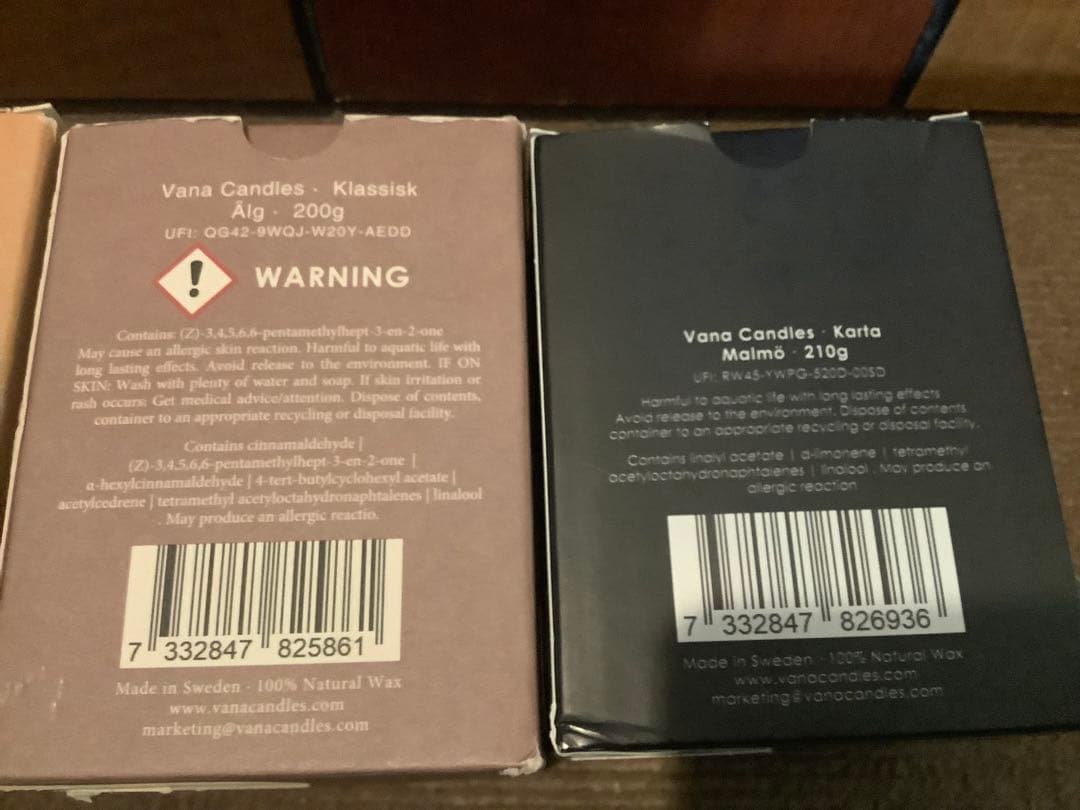 Vana Candles · Klassisk
Älg · 200g
UFI: QG42-9WQJ-W20Y-AEDD
WARNING
Contains: (Z)-3,4,5,6,6-pentamethylhept-3-en-2-one
May cause an allergic skin reaction. Harmful to aquatic life with
long lasting effects. Avoid release to the environment. IF ON
SKIN: Wash with plenty of water and soap. If skin irritation or
rash occurs: Get medical advice/attention. Dispose of contents,
container to an appropriate recycling or disposal facility.
Contains cinnamaldehyde |
(Z)-3,4,5,6,6-pentamethylhept-3-en-2-one |
α-hexylcinnamaldehyde | 4-tert-butylcyclohexyl acetate |
acetylcedrene | tetramethyl acetyloctahydronaphtalenes | linalool
. May produce an allergic reactio.
7 332847 825861
Made in Sweden · 100% Natural Wax
www.vanacandles.com
marketing@vanacandles.com
Vana Candles · Karta
Malmö · 210g
UFI: RW45-YWPG-520D-00SD
Harmful to aquatic life with long lasting effects
Avoid release to the environment. Dispose of contents
container to an appropriate recycling or disposal facility.
Contains linalyl acetate | α-limonene | tetramethyl
acetyloctahydronaphtalenes | linalool . May produce an
allergic reaction
7 332847 826936
Made in Sweden · 100% Natural Wax
www.vanacandles.com
marketing@vanacandles.com